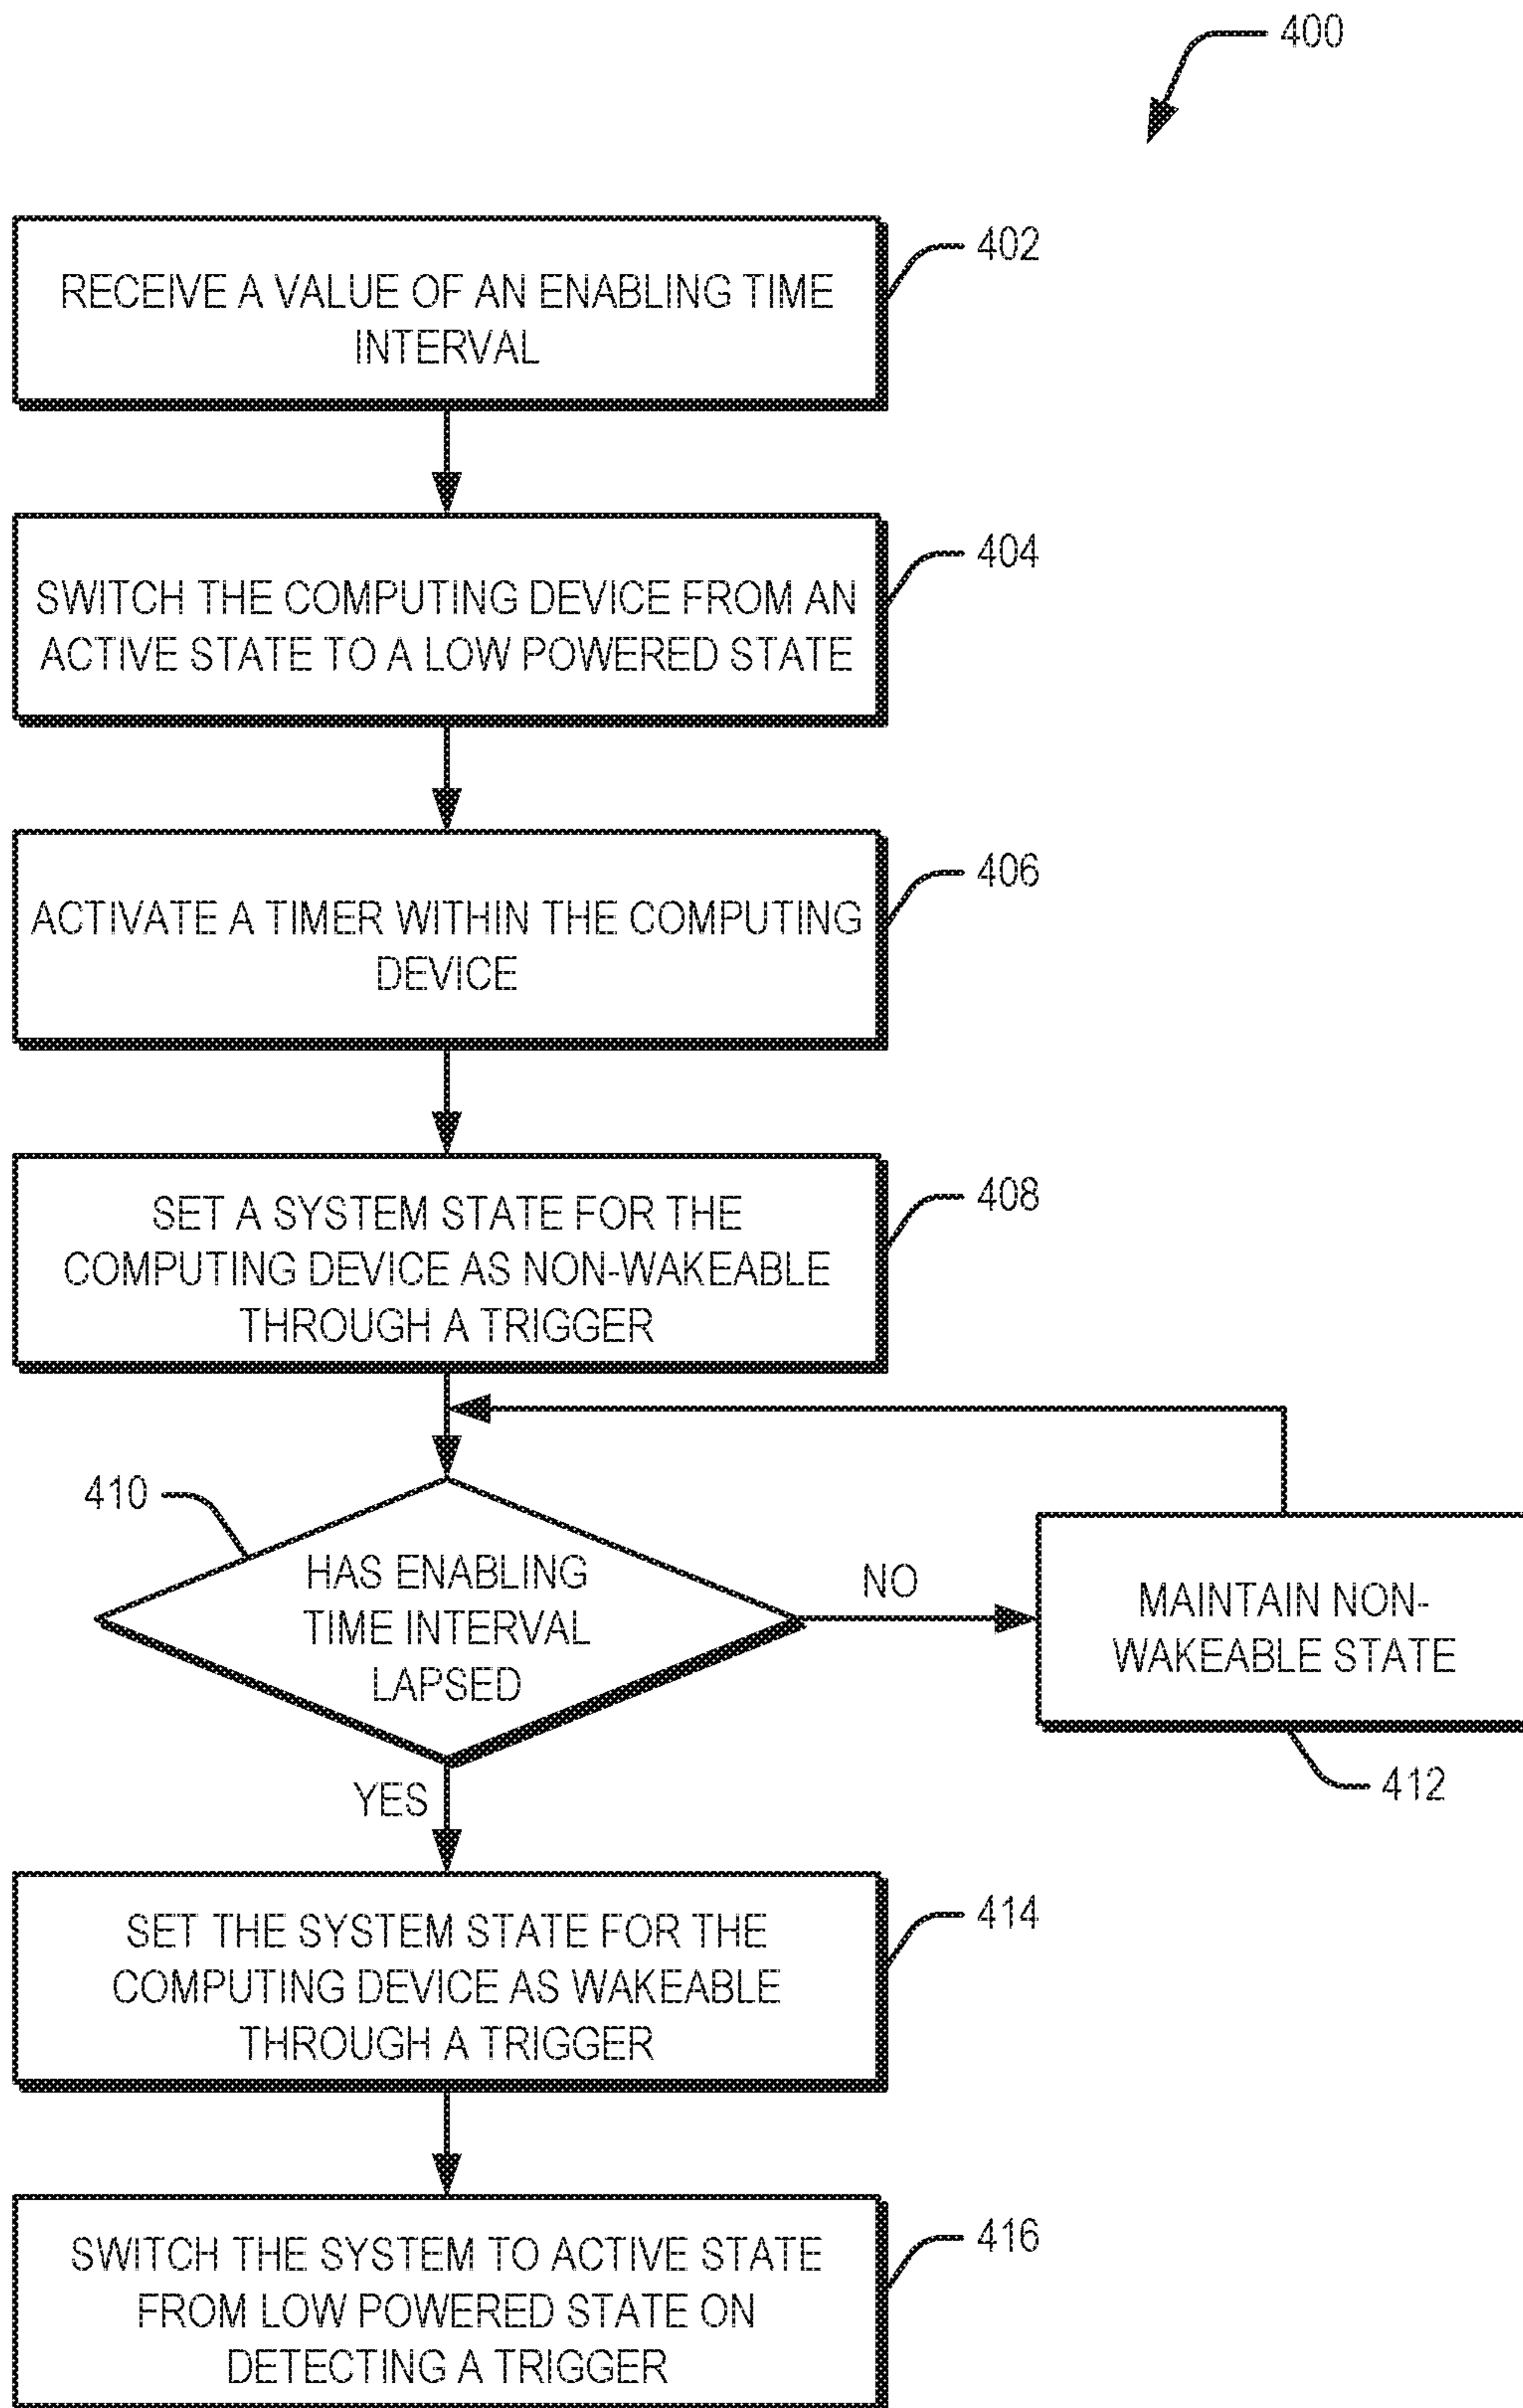 400
RECEIVE A VALUE OF AN ENABLING TIME
INTERVAL
402
SWITCH THE COMPUTING DEVICE FROM AN
ACTIVE STATE TO A LOW POWERED STATE
404
ACTIVATE A TIMER WITHIN THE COMPUTING
DEVICE
406
SET A SYSTEM STATE FOR THE
COMPUTING DEVICE AS NON-WAKEABLE
THROUGH A TRIGGER
408
410
HAS ENABLING
TIME INTERVAL
LAPSED
NO
MAINTAIN NON-
WAKEABLE STATE
412
YES
SET THE SYSTEM STATE FOR THE
COMPUTING DEVICE AS WAKEABLE
THROUGH A TRIGGER
414
SWITCH THE SYSTEM TO ACTIVE STATE
FROM LOW POWERED STATE ON
DETECTING A TRIGGER
416